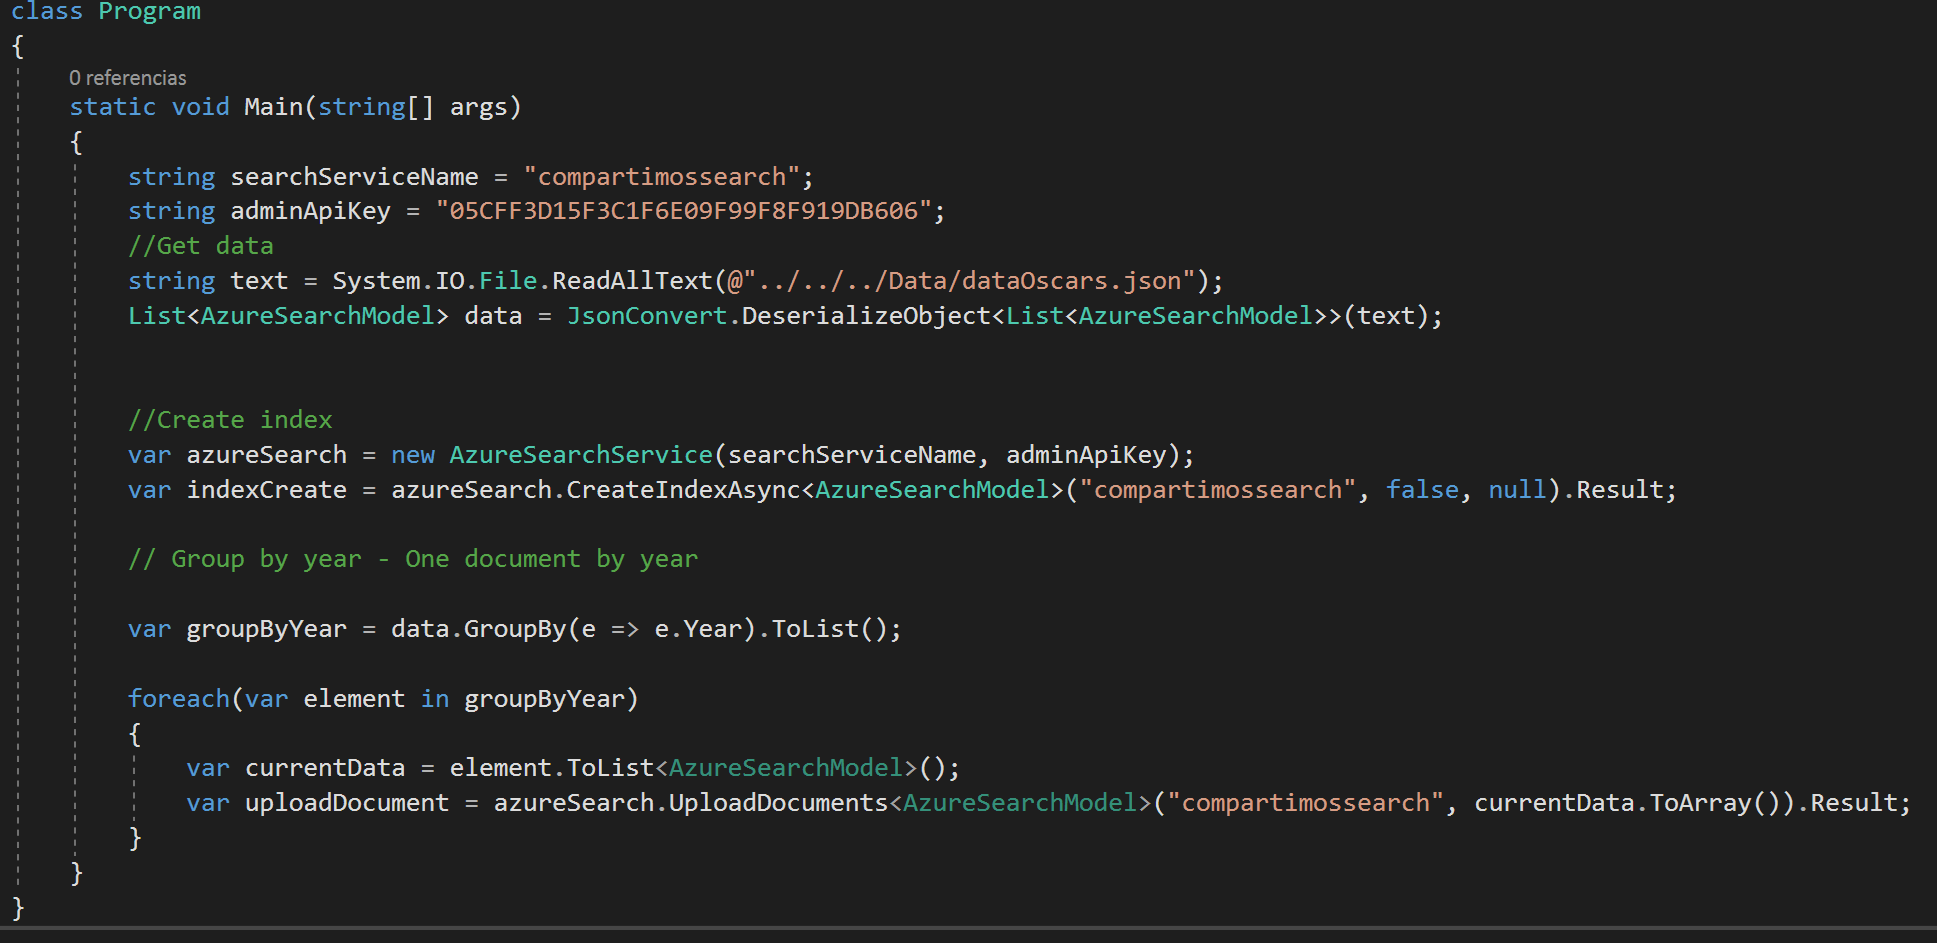 class Program
{
0 referencias
static void Main(string[] args)
{
string searchServiceName = "compartimossearch";
string adminApiKey = "05CFF3D15F3C1F6E09F99F8F919DB606";
//Get data
string text = System.IO.File.ReadAllText(@"../../../Data/dataOscars.json");
List<AzureSearchModel> data = JsonConvert.DeserializeObject<List<AzureSearchModel>>(text);
//Create index
var azureSearch = new AzureSearchService(searchServiceName, adminApiKey);
var indexCreate = azureSearch.CreateIndexAsync<AzureSearchModel>("compartimossearch", false, null).Result;
// Group by year - One document by year
var groupByYear = data.GroupBy(e => e.Year).ToList();
foreach(var element in groupByYear)
{
var currentData = element.ToList<AzureSearchModel>();
var uploadDocument = azureSearch.UploadDocuments<AzureSearchModel>("compartimossearch", currentData.ToArray()).Result;
}
}
}